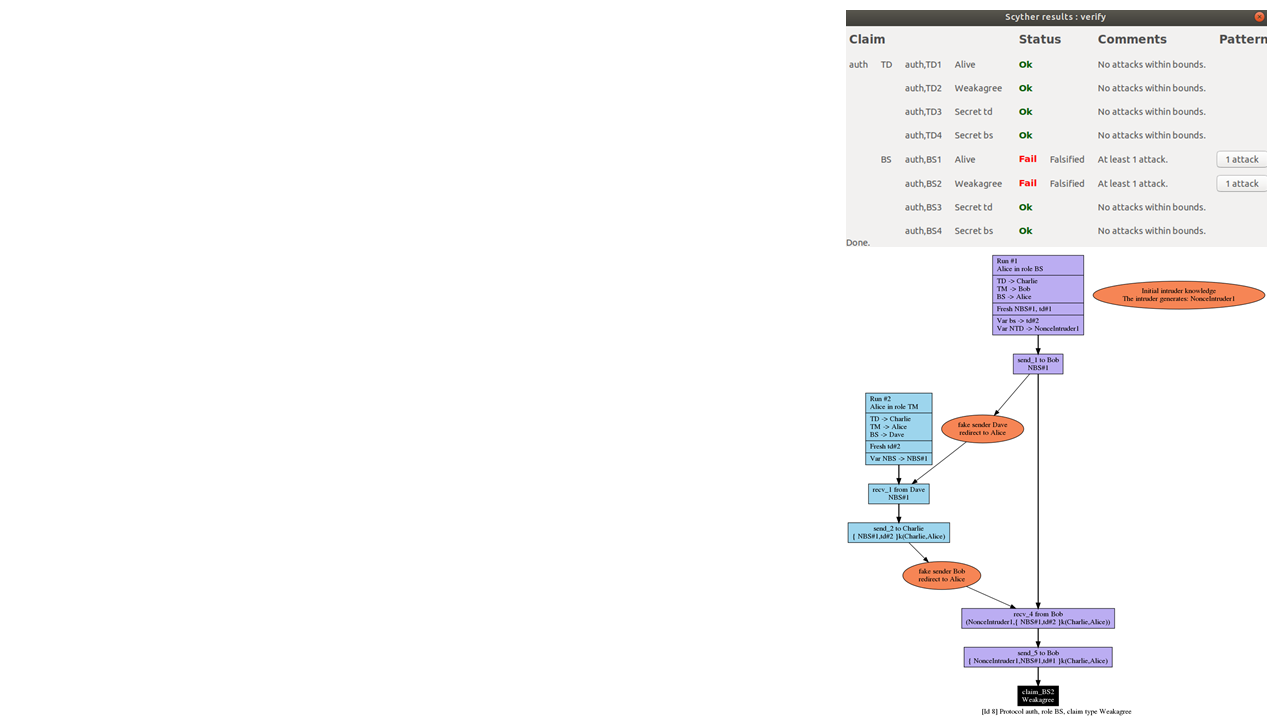 Scyther results : verify
Claim Status Comments Pattern
auth TD auth,TD1 Alive Ok No attacks within bounds.
auth,TD2 Weakagree Ok No attacks within bounds.
auth,TD3 Secret td Ok No attacks within bounds.
auth,TD4 Secret bs Ok No attacks within bounds.
BS auth,BS1 Alive Fail Falsified At least 1 attack. 1 attack
auth,BS2 Weakagree Fail Falsified At least 1 attack. 1 attack
auth,BS3 Secret td Ok No attacks within bounds.
auth,BS4 Secret bs Ok No attacks within bounds.
Done.
Run #1
Alice in role BS
TD -> Charlie
TM -> Bob
BS -> Alice
Fresh NBS#1, td#1
Var bs -> td#2
Var NTD -> NonceIntruder1
Initial intruder knowledge
The intruder generates: NonceIntruder1
send_1 to Bob
NBS#1
Run #2
Alice in role TM
TD -> Charlie
TM -> Alice
BS -> Dave
Fresh td#2
Var NBS -> NBS#1
fake sender Dave
redirect to Alice
recv_1 from Dave
NBS#1
send_2 to Charlie
{ NBS#1,td#2 }k(Charlie,Alice)
fake sender Bob
redirect to Alice
recv_4 from Bob
(NonceIntruder1,{ NBS#1,td#2 }k(Charlie,Alice))
send_5 to Bob
{ NonceIntruder1,NBS#1,td#1 }k(Charlie,Alice)
claim_BS2
Weakagree
[Id 8] Protocol auth, role BS, claim type Weakagree